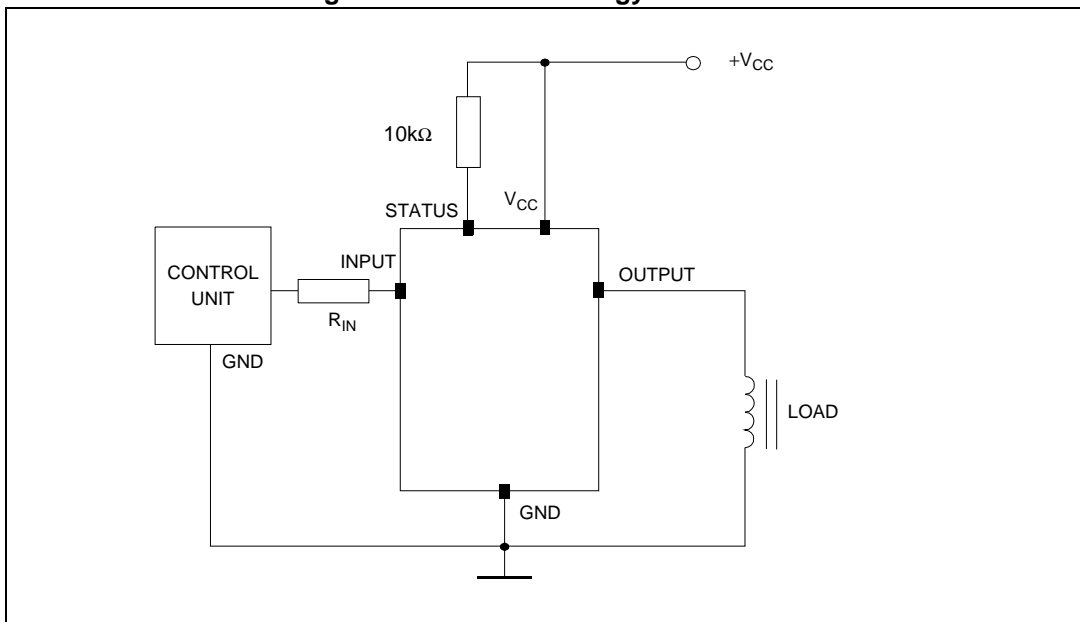 +VCC
10kΩ
STATUS
VCC
INPUT
CONTROL
UNIT
RIN
OUTPUT
GND
LOAD
GND